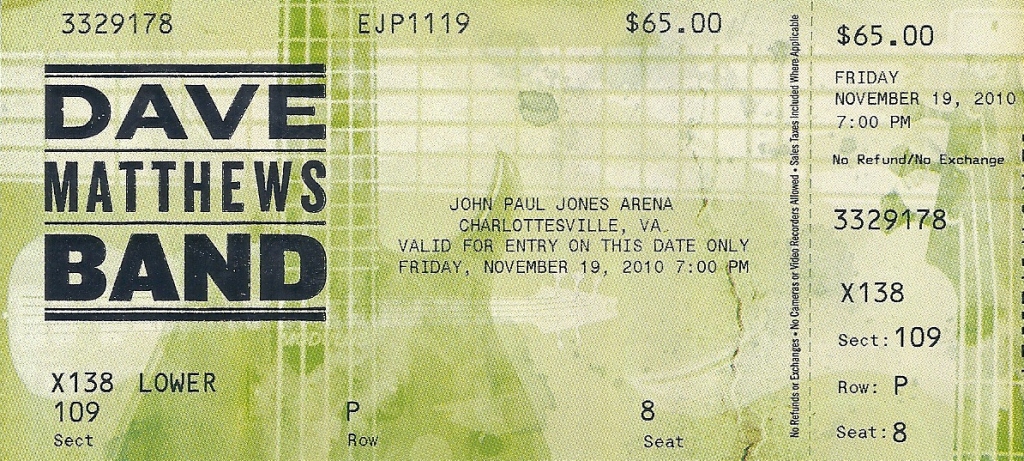 3329178 EJP1119 $65.00
DAVE
MATTHEWS
BAND
JOHN PAUL JONES ARENA
CHARLOTTESVILLE, VA.
VALID FOR ENTRY ON THIS DATE ONLY
FRIDAY, NOVEMBER 19, 2010 7:00 PM
X138 LOWER
109 P 8
Sect Row Seat
No Refunds or Exchanges • No Cameras or Video Recorders Allowed • Sales Taxes Included Where Applicable
$65.00
FRIDAY
NOVEMBER 19, 2010
7:00 PM
No Refund/No Exchange
3329178
X138
Sect: 109
Row: P
Seat: 8